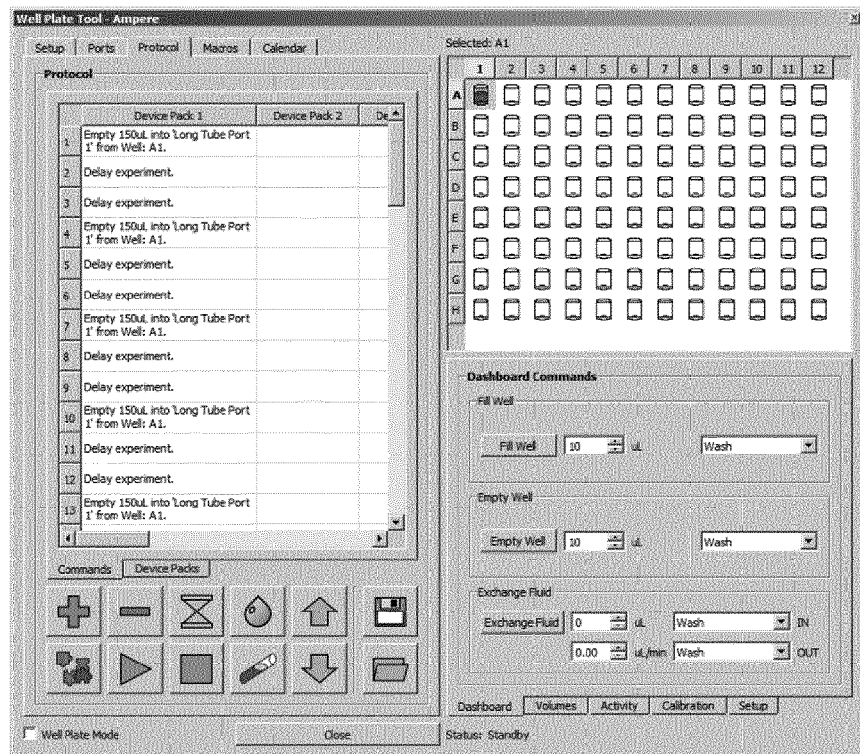 Well Plate Tool - Ampere
Setup
Ports
Protocol
Macros
Calendar
Protocol
Device Pack 1
Device Pack 2
De
1
Empty 150uL into 'Long Tube Port
1' from Well: A1.
2
Delay experiment.
3
Delay experiment.
4
Empty 150uL into 'Long Tube Port
1' from Well: A1.
5
Delay experiment.
6
Delay experiment.
7
Empty 150uL into 'Long Tube Port
1' from Well: A1.
8
Delay experiment.
9
Delay experiment.
10
Empty 150uL into 'Long Tube Port
1' from Well: A1.
11
Delay experiment.
12
Delay experiment.
13
Empty 150uL into 'Long Tube Port
1' from Well: A1.
Commands
Device Packs
Well Plate Mode
Close
Selected: A1
1 2 3 4 5 6 7 8 9 10 11 12
A
B
C
D
E
F
G
H
Dashboard Commands
Fill Well
Fill Well 10 uL Wash
Empty Well
Empty Well 10 uL Wash
Exchange Fluid
Exchange Fluid 0 uL Wash IN
0.00 uL/min Wash OUT
Dashboard
Volumes
Activity
Calibration
Setup
Status: Standby